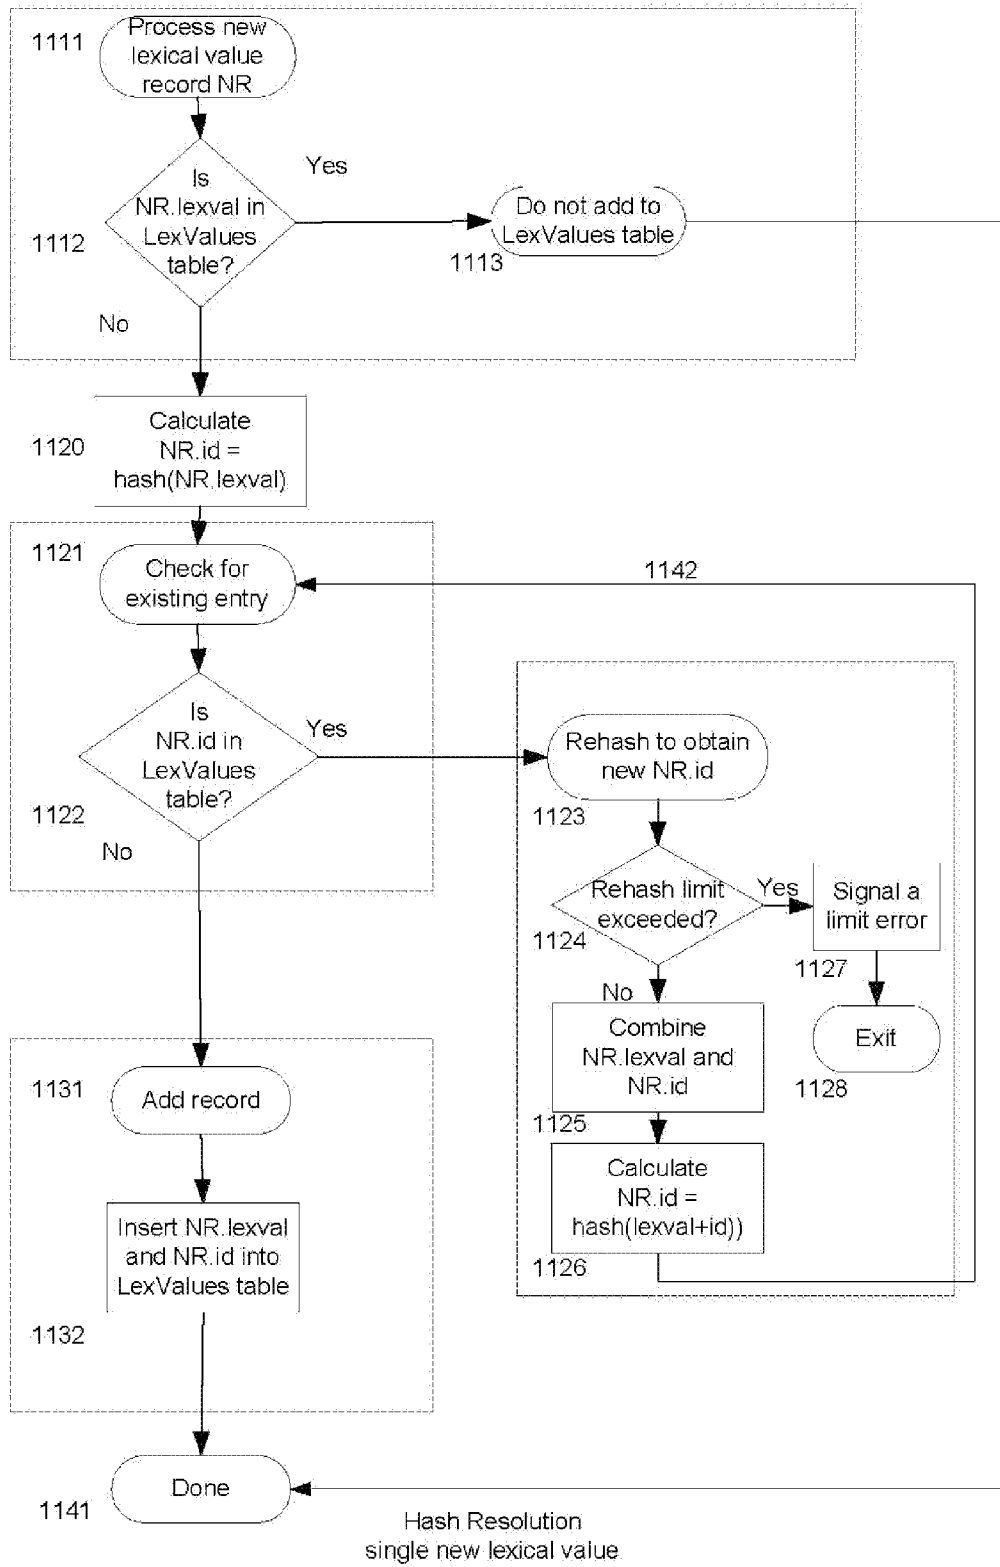 1111
Process new
lexical value
record NR
Yes
Is
NR.lexval in
LexValues
table?
1112
Do not add to
LexValues table
1113
No
Calculate
NR.id =
hash(NR.lexval)
1120
1121
Check for
existing entry
1142
Is
NR.id in
LexValues
table?
Yes
1122
No
Rehash to obtain
new NR.id
1123
Rehash limit
exceeded?
Yes
1124
Signal a
limit error
1127
No
Combine
NR.lexval and
NR.id
1125
Exit
1128
Calculate
NR.id =
hash(lexval+id))
1126
1131
Add record
Insert NR.lexval
and NR.id into
LexValues table
1132
Done
1141
Hash Resolution
single new lexical value